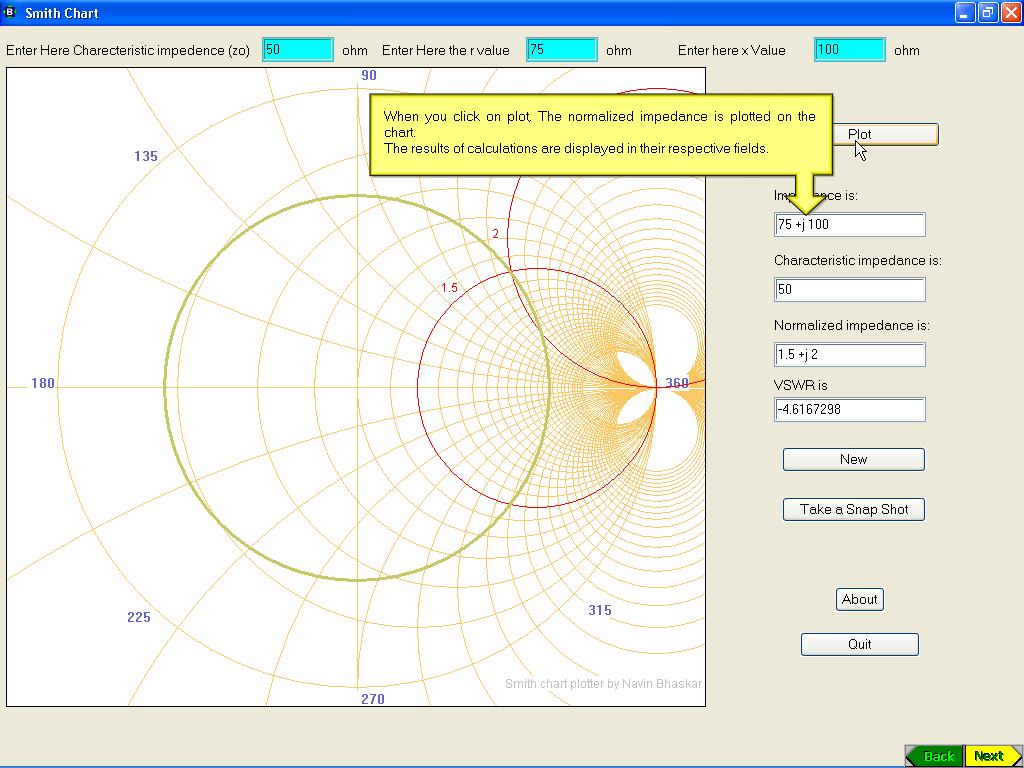 Smith Chart
Enter Here Charecteristic impedence (zo) 50 ohm Enter Here the r value 75 ohm Enter here x Value 100 ohm
90
When you click on plot, The normalized impedance is plotted on the
chart.
The results of calculations are displayed in their respective fields.
Plot
135
Impedance is:
75 +j 100
2
Characteristic impedance is:
1.5
50
Normalized impedance is:
1.5 +j 2
180
360
VSWR is
-4.6167298
New
Take a Snap Shot
About
315
225
Quit
Smith chart plotter by Navin Bhaskar
270
Back
Next